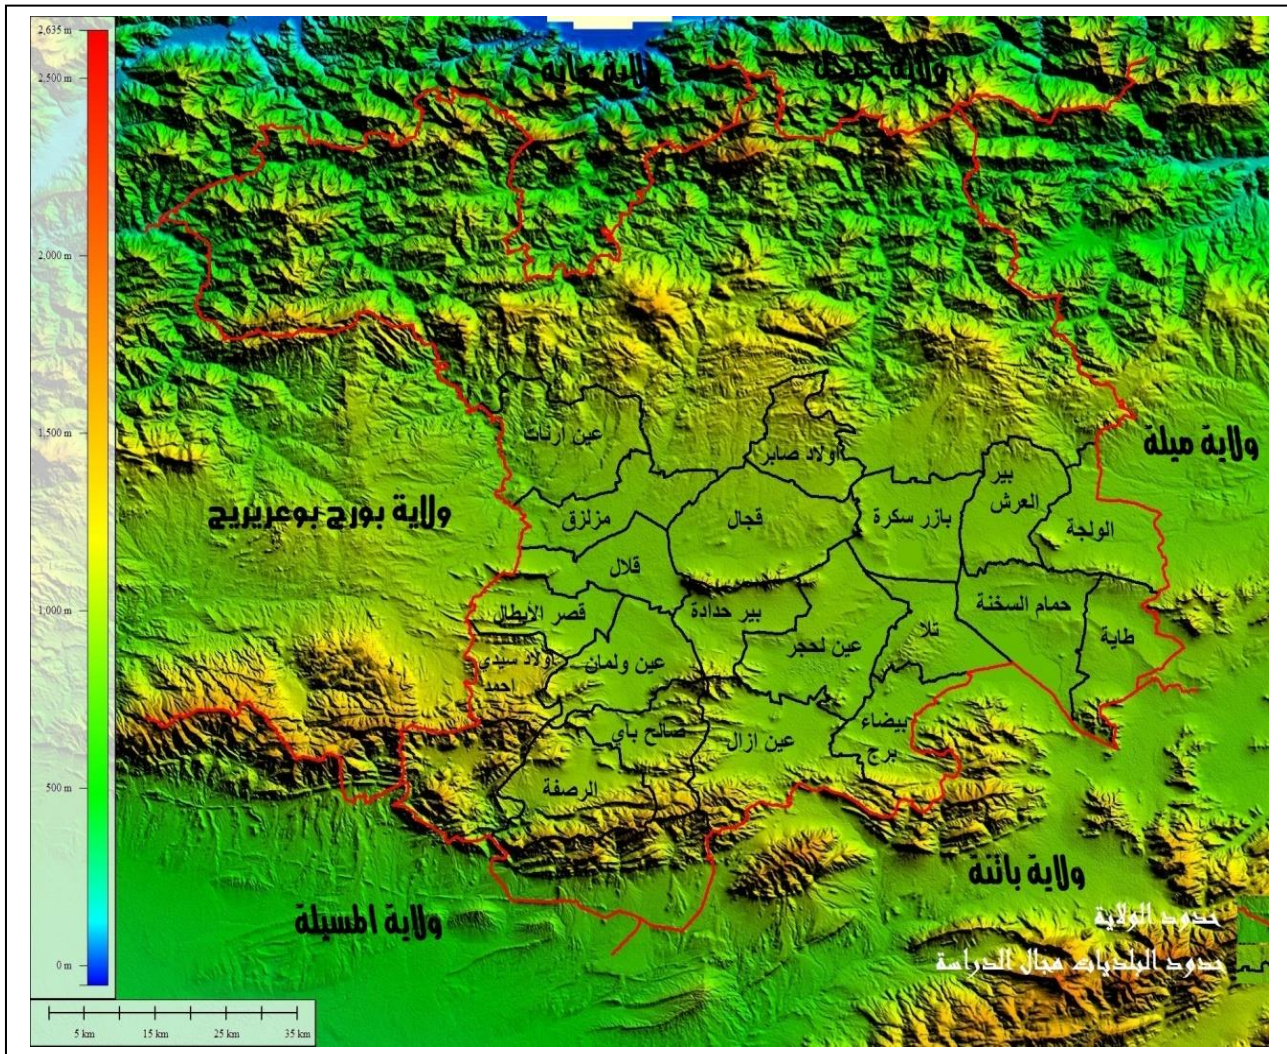 2,635 m
2,500 m
2,000 m
1,500 m
1,000 m
500 m
0 m
ولاية بجاية
ولاية جيجل
ولاية ميلة
ولاية بورج بوعريريج
ولاية المسيلة
ولاية باتنة
عين ارنات
اولاد صابر
مزلزق
قجال
بازر سكرة
بير
العرش
الولجة
قلال
قصر الأبطال
بير حدادة
عين لحجر
تلا
حمام السخنة
طاية
اولاد سيدي
احمد
عين ولمان
صالح باي
عين ازال
بيضاء
برج
الرصفة
حدود الولاية
حدود البلديات مجال الدراسة
5 km
15 km
25 km
35 km